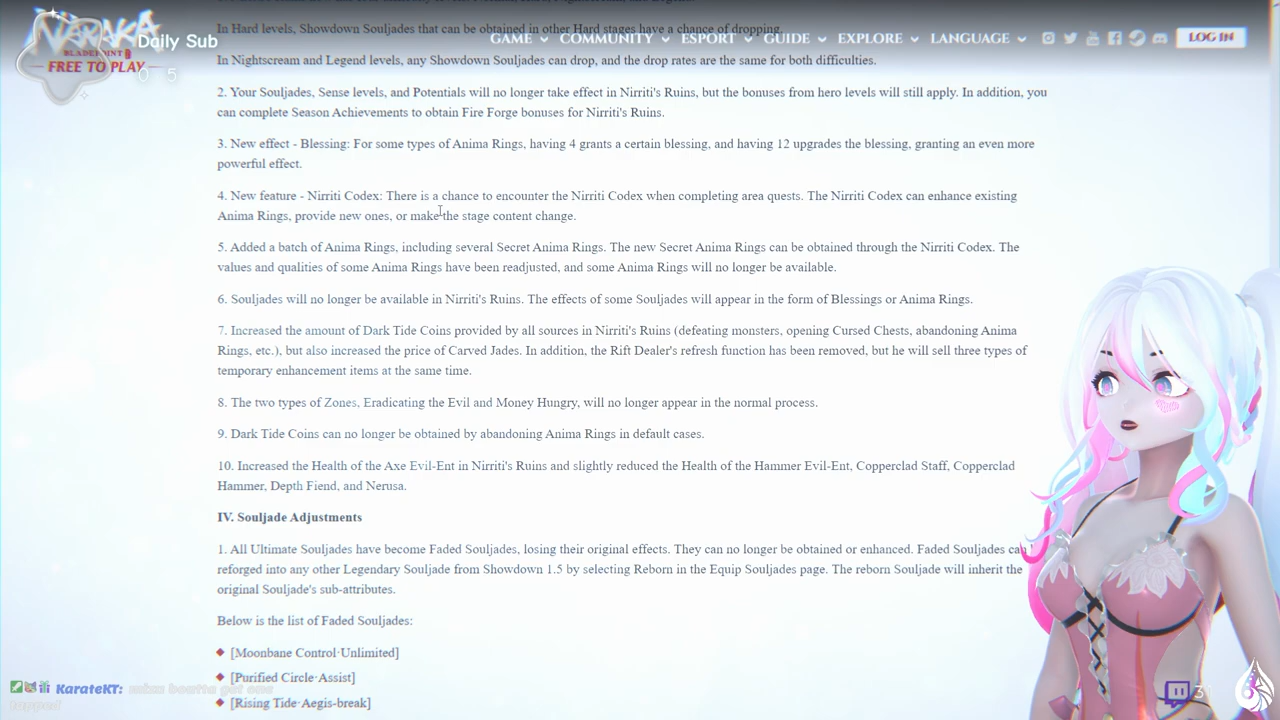 NARAKA
BLADEPOINT
FREE TO PLAY
Daily Sub
0 5
GAME COMMUNITY ESPORT GUIDE EXPLORE LANGUAGE LOG IN
In Hard levels, Showdown Souljades that can be obtained in other Hard stages have a chance of dropping.
In Nightscream and Legend levels, any Showdown Souljades can drop, and the drop rates are the same for both difficulties.
2. Your Souljades, Sense levels, and Potentials will no longer take effect in Nirriti's Ruins, but the bonuses from hero levels will still apply. In addition, you
can complete Season Achievements to obtain Fire Forge bonuses for Nirriti's Ruins.
3. New effect - Blessing: For some types of Anima Rings, having 4 grants a certain blessing, and having 12 upgrades the blessing, granting an even more
powerful effect.
4. New feature - Nirriti Codex: There is a chance to encounter the Nirriti Codex when completing area quests. The Nirriti Codex can enhance existing
Anima Rings, provide new ones, or make the stage content change.
5. Added a batch of Anima Rings, including several Secret Anima Rings. The new Secret Anima Rings can be obtained through the Nirriti Codex. The
values and qualities of some Anima Rings have been readjusted, and some Anima Rings will no longer be available.
6. Souljades will no longer be available in Nirriti's Ruins. The effects of some Souljades will appear in the form of Blessings or Anima Rings.
7. Increased the amount of Dark Tide Coins provided by all sources in Nirriti's Ruins (defeating monsters, opening Cursed Chests, abandoning Anima
Rings, etc.), but also increased the price of Carved Jades. In addition, the Rift Dealer's refresh function has been removed, but he will sell three types of
temporary enhancement items at the same time.
8. The two types of Zones, Eradicating the Evil and Money Hungry, will no longer appear in the normal process.
9. Dark Tide Coins can no longer be obtained by abandoning Anima Rings in default cases.
10. Increased the Health of the Axe Evil-Ent in Nirriti's Ruins and slightly reduced the Health of the Hammer Evil-Ent, Copperclad Staff, Copperclad
Hammer, Depth Fiend, and Nerusa.
IV. Souljade Adjustments
1. All Ultimate Souljades have become Faded Souljades, losing their original effects. They can no longer be obtained or enhanced. Faded Souljades can
reforged into any other Legendary Souljade from Showdown 1.5 by selecting Reborn in the Equip Souljades page. The reborn Souljade will inherit the
original Souljade's sub-attributes.
Below is the list of Faded Souljades:
[Moonbane Control·Unlimited]
[Purified Circle·Assist]
[Rising Tide·Aegis-break]
KarateKT: